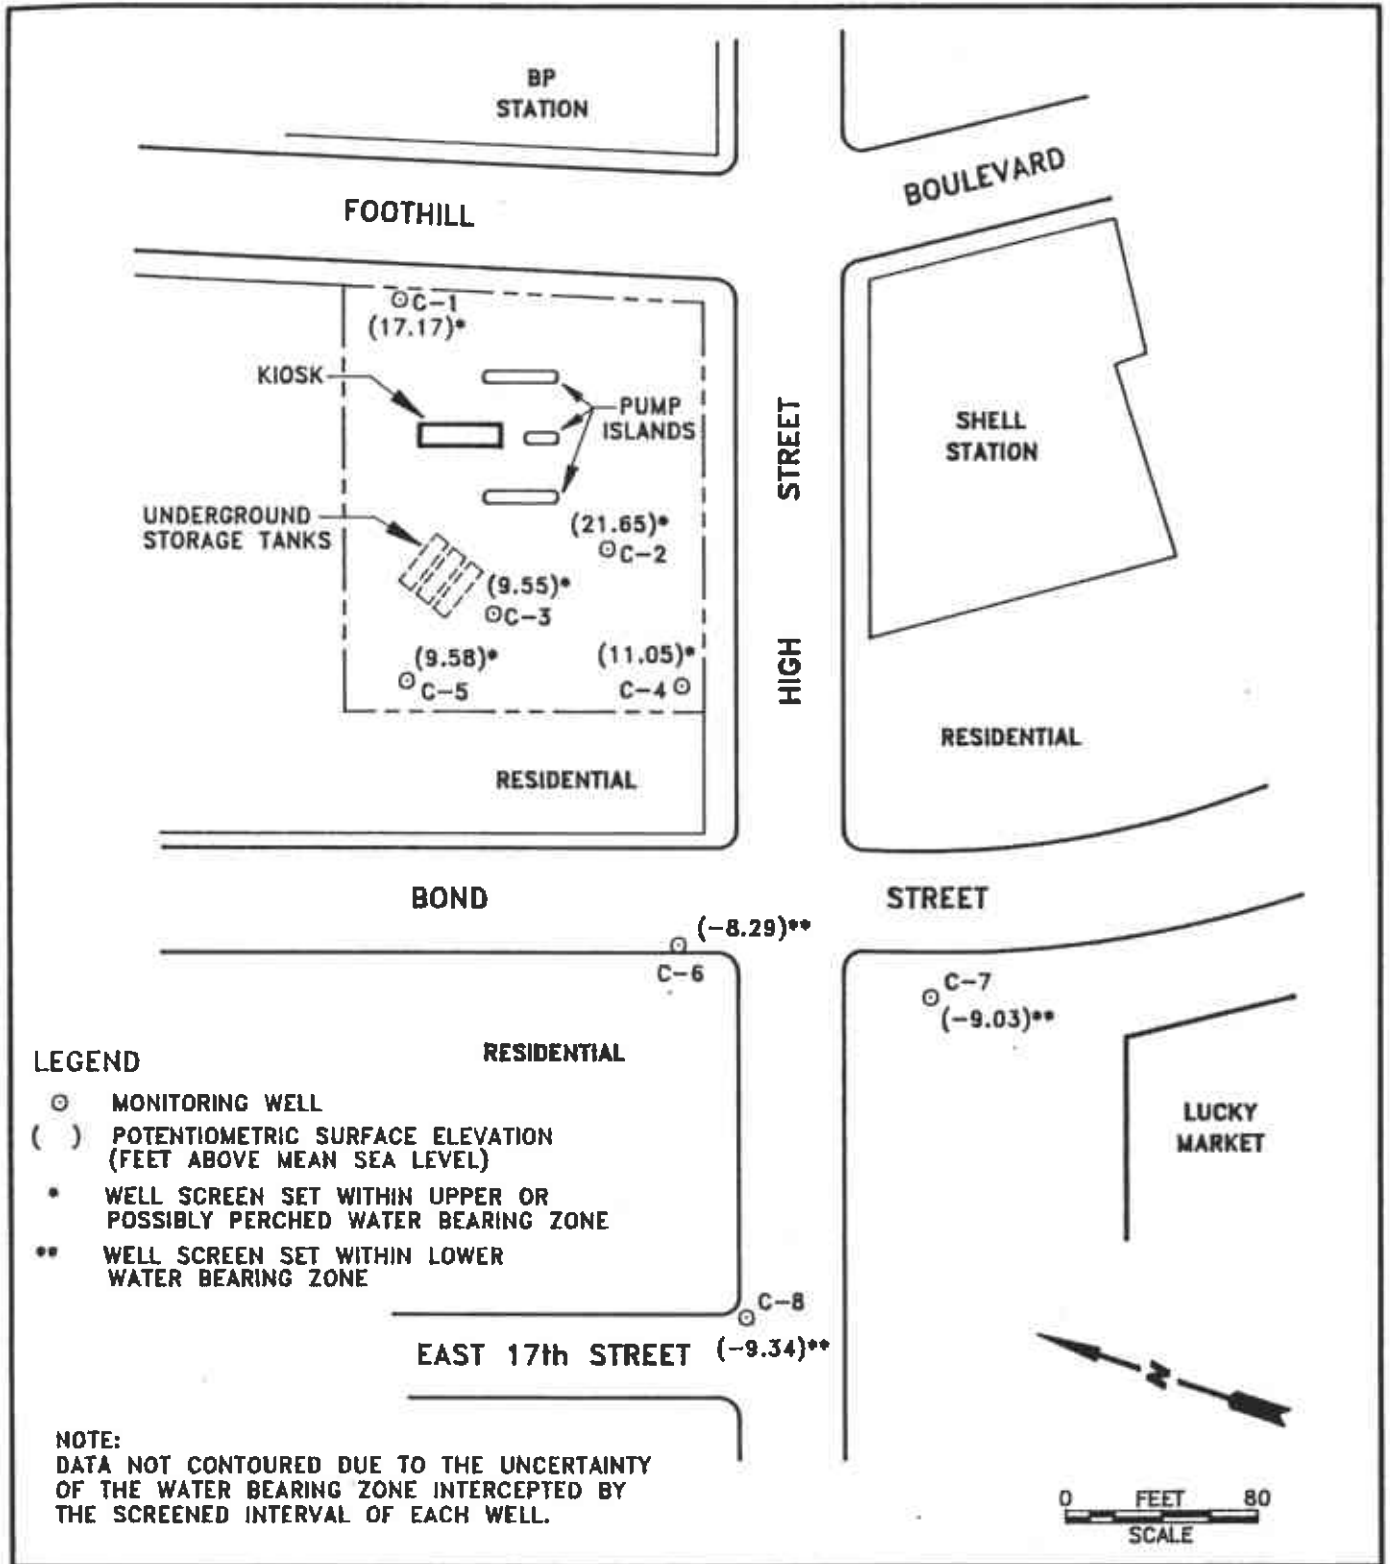 BP
STATION
BOULEVARD
FOOTHILL
C-1
(17.17)*
KIOSK
PUMP
ISLANDS
STREET
SHELL
STATION
UNDERGROUND
STORAGE TANKS
(21.65)*
C-2
(9.55)*
C-3
(9.58)*
C-5
(11.05)*
C-4
HIGH
RESIDENTIAL
RESIDENTIAL
BOND
STREET
(-8.29)**
C-6
C-7
(-9.03)**
RESIDENTIAL
LUCKY
MARKET
LEGEND
MONITORING WELL
( ) POTENTIOMETRIC SURFACE ELEVATION
(FEET ABOVE MEAN SEA LEVEL)
* WELL SCREEN SET WITHIN UPPER OR
POSSIBLY PERCHED WATER BEARING ZONE
** WELL SCREEN SET WITHIN LOWER
WATER BEARING ZONE
C-8
(-9.34)**
EAST 17th STREET
N
NOTE:
DATA NOT CONTOURED DUE TO THE UNCERTAINTY
OF THE WATER BEARING ZONE INTERCEPTED BY
THE SCREENED INTERVAL OF EACH WELL.
0 FEET 80
SCALE